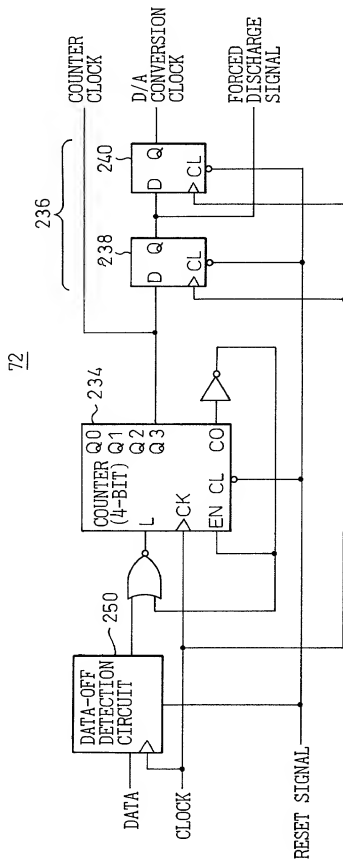 72
236
COUNTER
CLOCK
D/A
CONVERSION
CLOCK
FORCED
DISCHARGE
SIGNAL
240
D Q
CL
238
D Q
CL
234
COUNTER
(4-BIT)
Q0
Q1
Q2
Q3
L
CK
EN CL CO
250
DATA-OFF
DETECTION
CIRCUIT
DATA
CLOCK
RESET SIGNAL